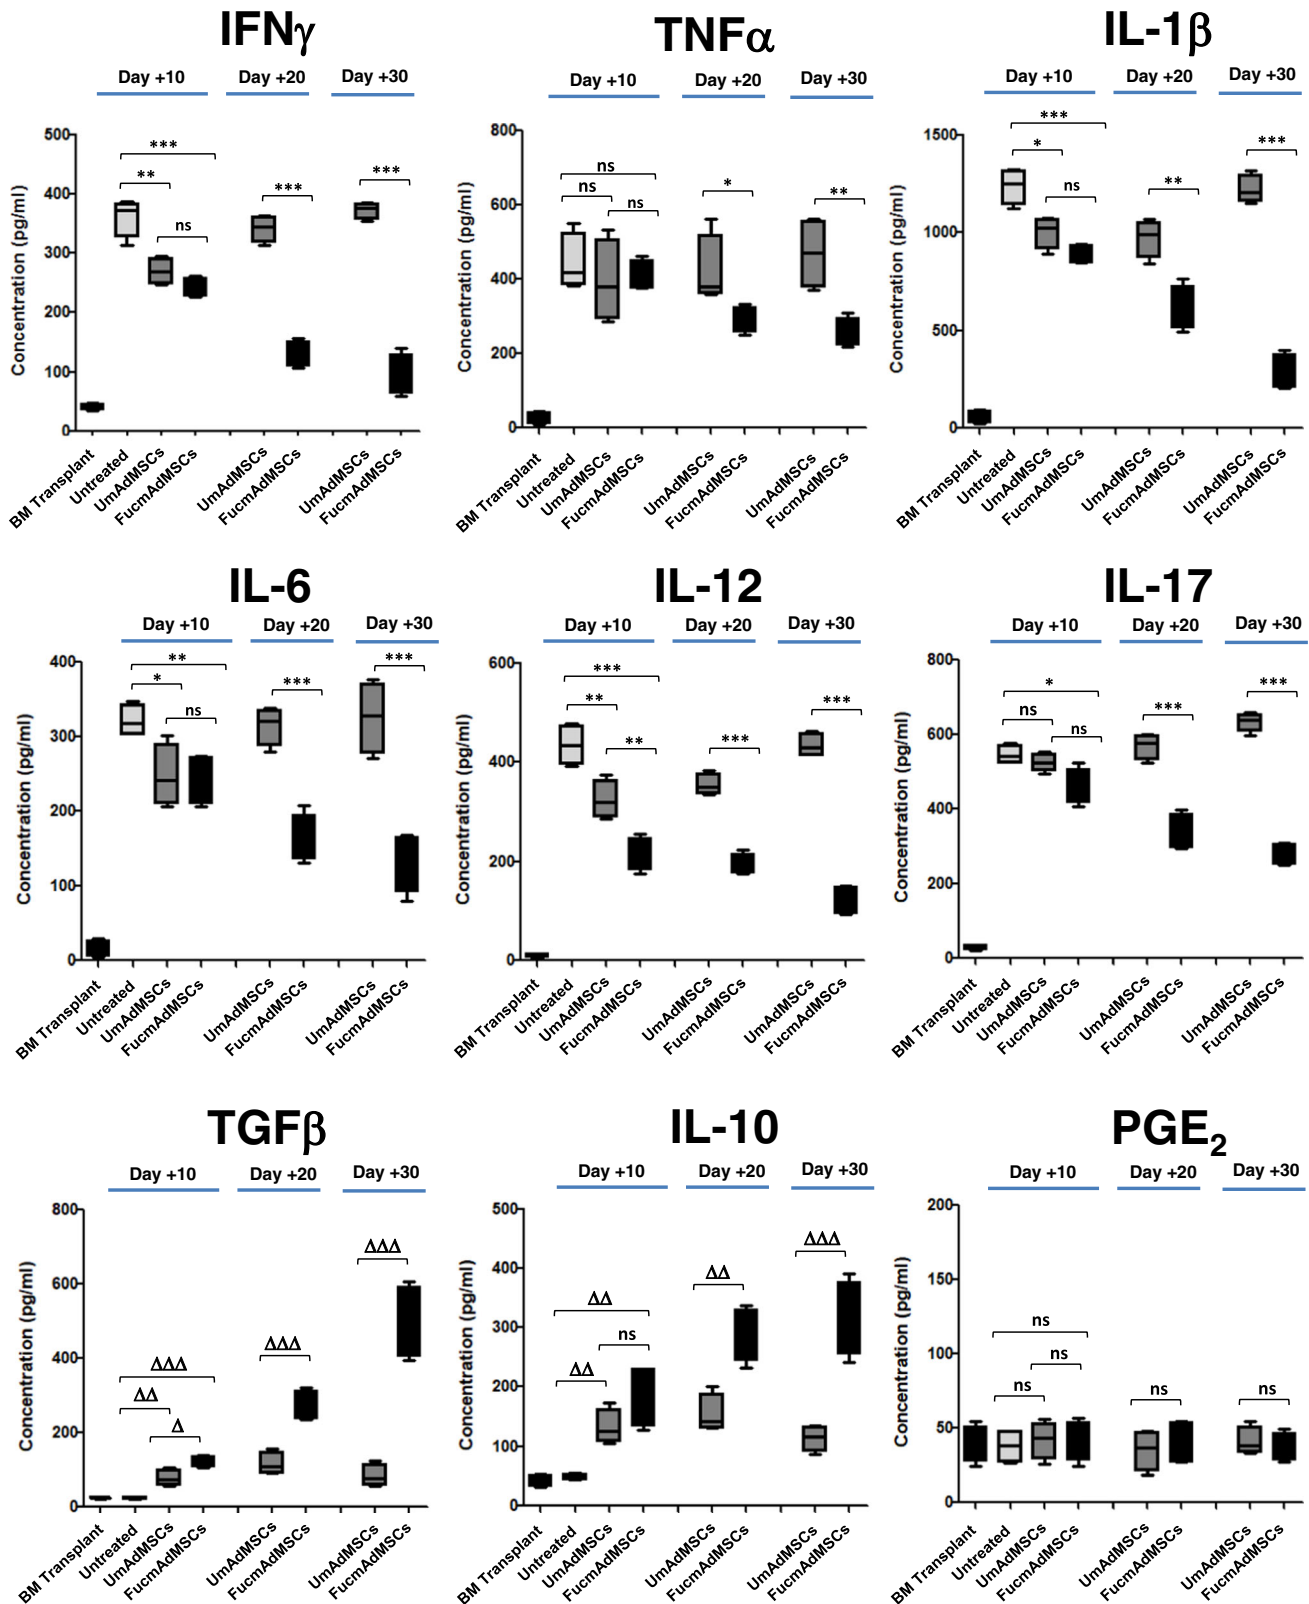 IFNγ
Day +10 Day +20 Day +30
Concentration (pg/ml)
500
400
300
200
100
0
***
**
ns
***
***
BM Transplant
Untreated
UmAdMSCs
FucmAdMSCs
UmAdMSCs
FucmAdMSCs
UmAdMSCs
FucmAdMSCs
TNFα
Day +10 Day +20 Day +30
Concentration (pg/ml)
800
600
400
200
0
ns
ns
ns
*
**
BM Transplant
Untreated
UmAdMSCs
FucmAdMSCs
UmAdMSCs
FucmAdMSCs
UmAdMSCs
FucmAdMSCs
IL-1β
Day +10 Day +20 Day +30
Concentration (pg/ml)
1500
1000
500
0
***
*
ns
**
***
BM Transplant
Untreated
UmAdMSCs
FucmAdMSCs
UmAdMSCs
FucmAdMSCs
UmAdMSCs
FucmAdMSCs
IL-6
Day +10 Day +20 Day +30
Concentration (pg/ml)
400
300
200
100
0
**
*
ns
***
***
BM Transplant
Untreated
UmAdMSCs
FucmAdMSCs
UmAdMSCs
FucmAdMSCs
UmAdMSCs
FucmAdMSCs
IL-12
Day +10 Day +20 Day +30
Concentration (pg/ml)
600
400
200
0
***
**
**
***
***
BM Transplant
Untreated
UmAdMSCs
FucmAdMSCs
UmAdMSCs
FucmAdMSCs
UmAdMSCs
FucmAdMSCs
IL-17
Day +10 Day +20 Day +30
Concentration (pg/ml)
800
600
400
200
0
*
ns
ns
***
***
BM Transplant
Untreated
UmAdMSCs
FucmAdMSCs
UmAdMSCs
FucmAdMSCs
UmAdMSCs
FucmAdMSCs
TGFβ
Day +10 Day +20 Day +30
Concentration (pg/ml)
800
600
400
200
0
ΔΔΔ
ΔΔ
Δ
ΔΔΔ
ΔΔΔ
BM Transplant
Untreated
UmAdMSCs
FucmAdMSCs
UmAdMSCs
FucmAdMSCs
UmAdMSCs
FucmAdMSCs
IL-10
Day +10 Day +20 Day +30
Concentration (pg/ml)
500
400
300
200
100
0
ΔΔ
ns
ΔΔ
ΔΔ
ΔΔΔ
BM Transplant
Untreated
UmAdMSCs
FucmAdMSCs
UmAdMSCs
FucmAdMSCs
UmAdMSCs
FucmAdMSCs
PGE₂
Day +10 Day +20 Day +30
Concentration (pg/ml)
200
150
100
50
0
ns
ns
ns
ns
ns
BM Transplant
Untreated
UmAdMSCs
FucmAdMSCs
UmAdMSCs
FucmAdMSCs
UmAdMSCs
FucmAdMSCs